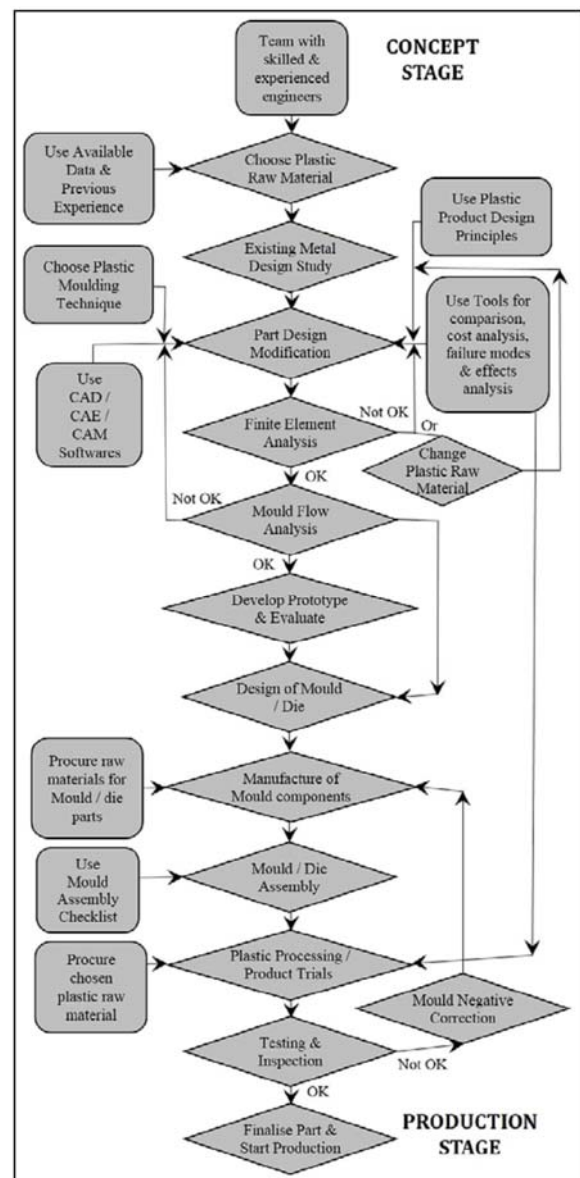 Team with
skilled &
experienced
engineers
CONCEPT
STAGE
Use Available
Data &
Previous
Experience
Choose Plastic
Raw Material
Use Plastic
Product Design
Principles
Existing Metal
Design Study
Choose Plastic
Moulding
Technique
Use Tools for
comparison,
cost analysis,
failure modes
& effects
analysis
Part Design
Modification
Use
CAD /
CAE /
CAM
Softwares
Finite Element
Analysis
Not OK
Or
Change
Plastic Raw
Material
OK
Not OK
Mould Flow
Analysis
OK
Develop Prototype
& Evaluate
Design of Mould
/ Die
Procure raw
materials for
Mould / die
parts
Manufacture of
Mould components
Use
Mould
Assembly
Checklist
Mould / Die
Assembly
Procure
chosen
plastic raw
material
Plastic Processing /
Product Trials
Mould Negative
Correction
Testing &
Inspection
Not OK
OK
Finalise Part &
Start Production
PRODUCTION
STAGE